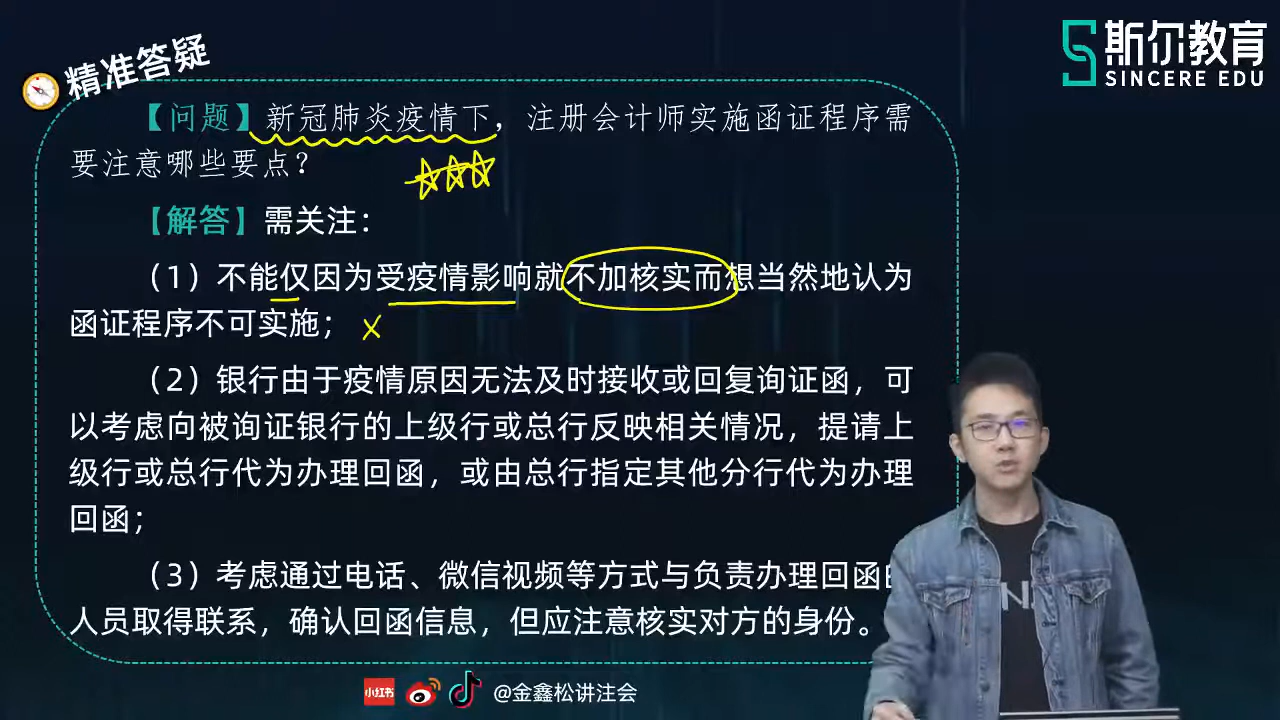 精准答疑
斯尔教育
SINCERE EDU
【问题】新冠肺炎疫情下，注册会计师实施函证程序需
要注意哪些要点？
【解答】需关注：
（1）不能仅因为受疫情影响就不加核实而想当然地认为
函证程序不可实施；
（2）银行由于疫情原因无法及时接收或回复询证函，可
以考虑向被询证银行的上级行或总行反映相关情况，提请上
级行或总行代为办理回函，或由总行指定其他分行代为办理
回函；
（3）考虑通过电话、微信视频等方式与负责办理回函的
人员取得联系，确认回函信息，但应注意核实对方的身份。
小红书
@金鑫松讲注会